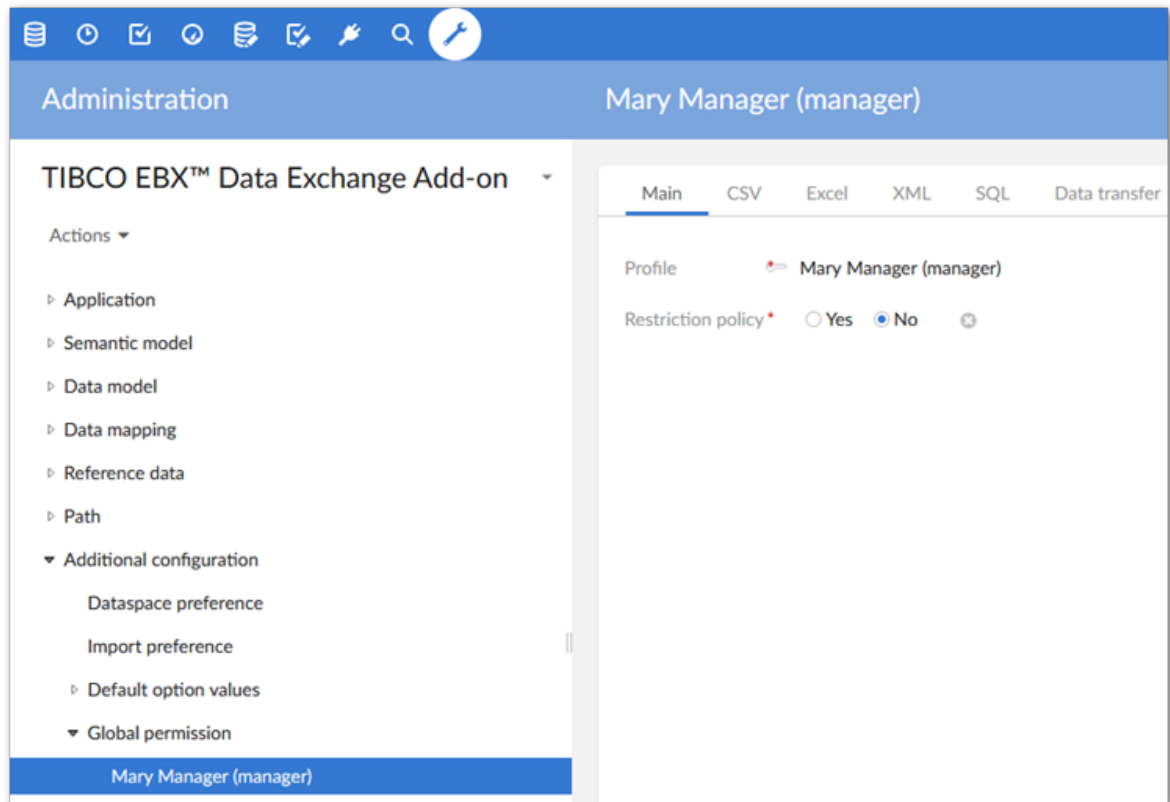 Administration
Mary Manager (manager)
TIBCO EBX™ Data Exchange Add-on
Actions
Application
Semantic model
Data model
Data mapping
Reference data
Path
Additional configuration
Dataspace preference
Import preference
Default option values
Global permission
Mary Manager (manager)
Main CSV Excel XML SQL Data transfer
Profile Mary Manager (manager)
Restriction policy* Yes No